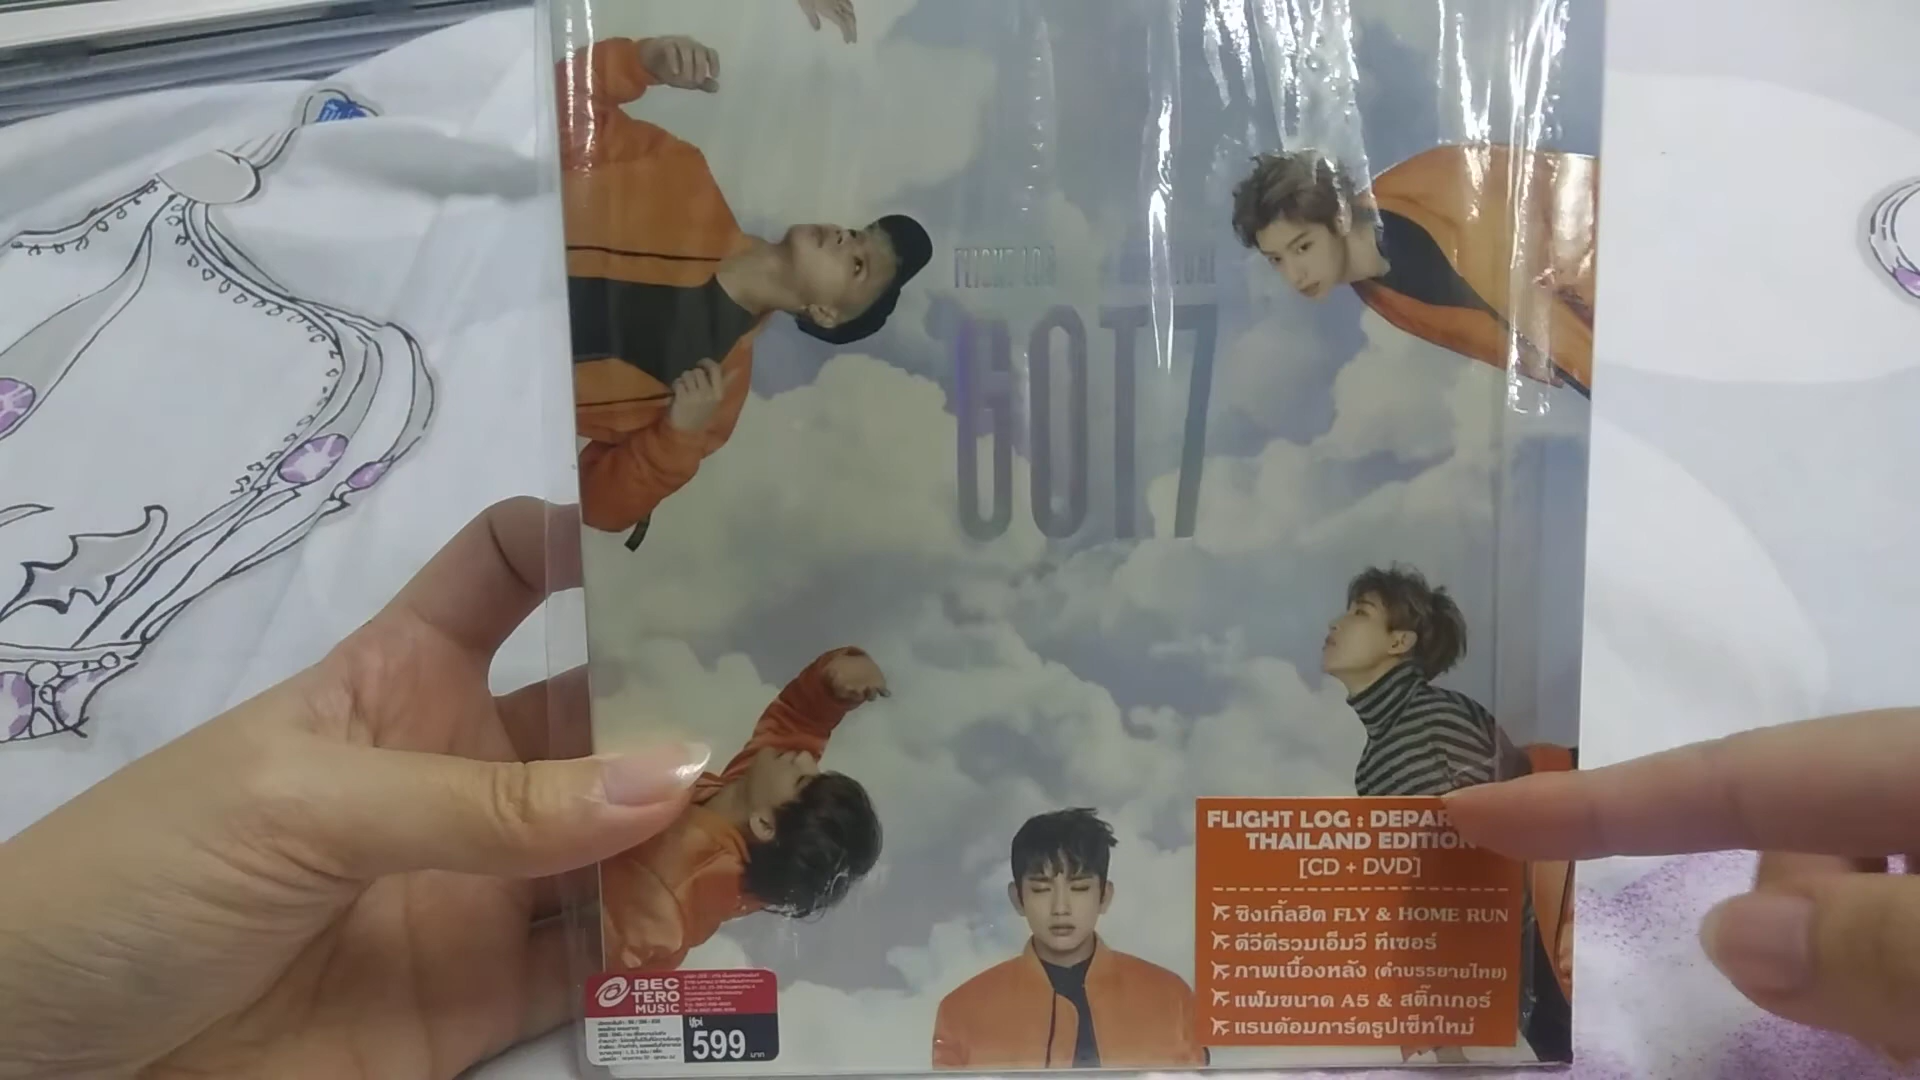 FLIGHT LOG
GOT7
FLIGHT LOG : DEPAR
THAILAND EDITION
[CD + DVD]
ซิงเกิ้ลฮิต FLY & HOME RUN
ดีวีดีรวมเอ็มวี ทีเซอร์
ภาพเบื้องหลัง (คำบรรยายไทย)
แฟ้มขนาด A5 & สติ๊กเกอร์
แรนด้อมการ์ดรูปเซ็ทใหม่
BEC
TERO
MUSIC
ifpi
599 บาท